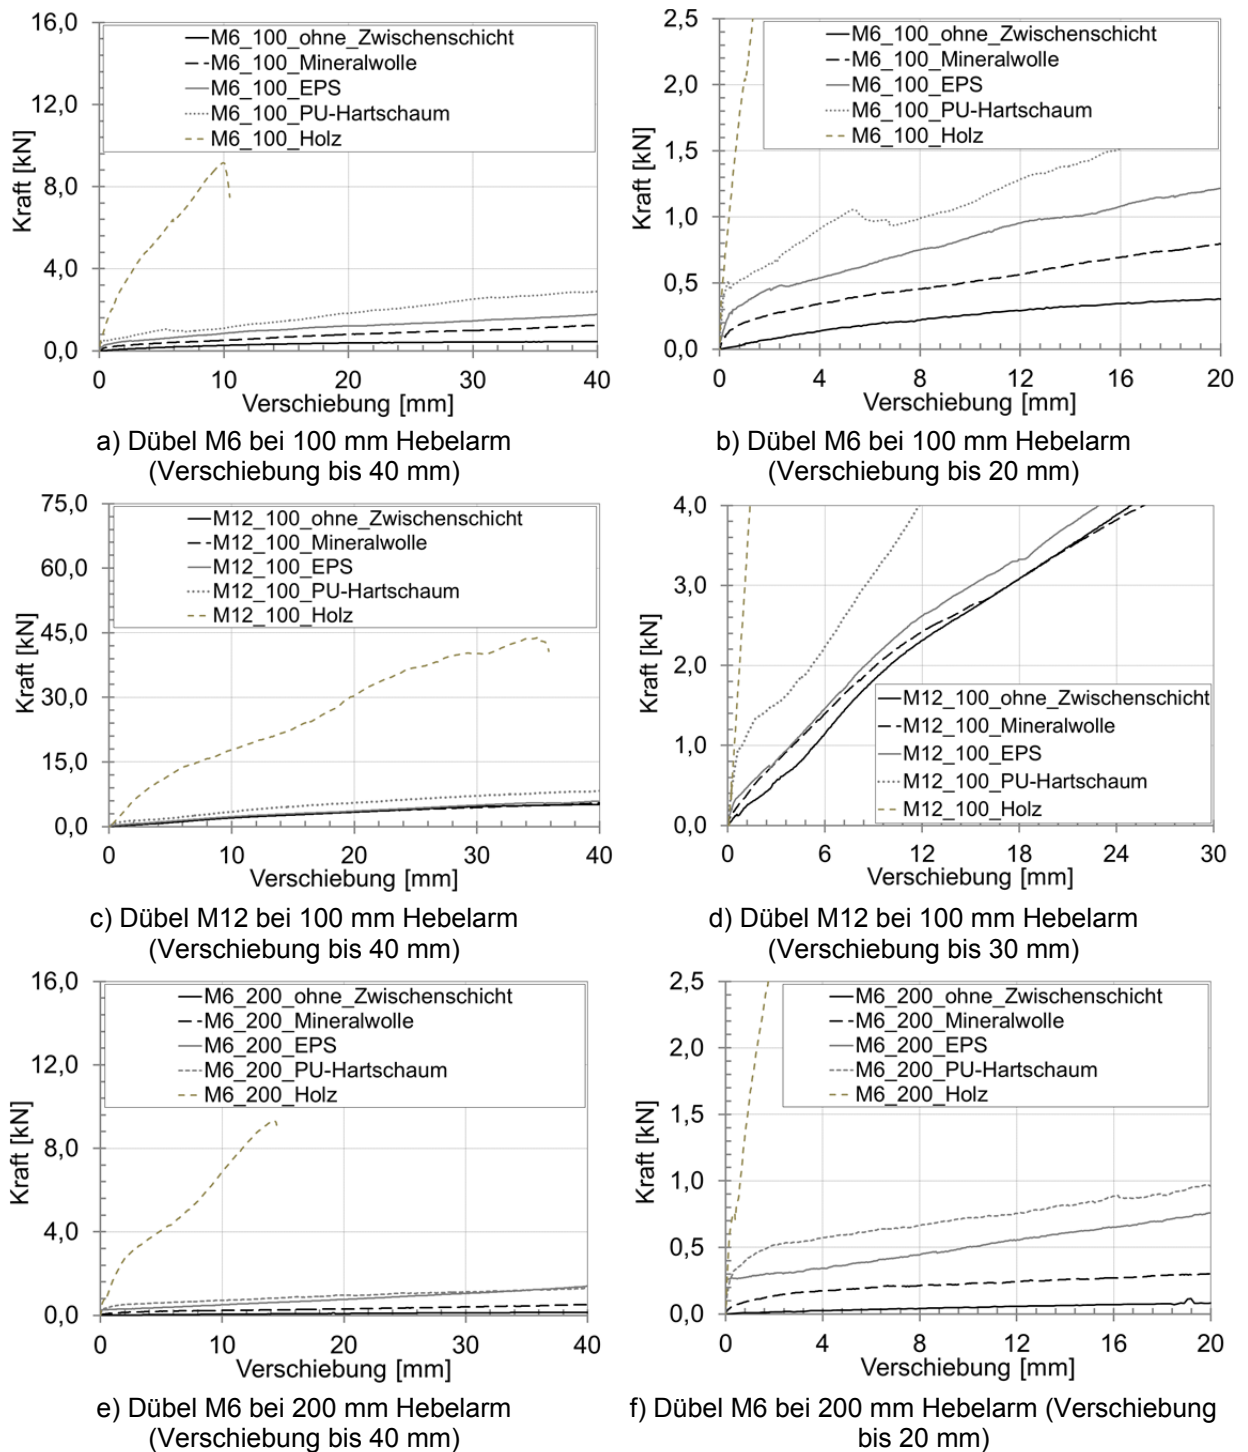 16,0
12,0
8,0
4,0
0,0
Kraft [kN]
M6_100_ohne_Zwischenschicht
M6_100_Mineralwolle
M6_100_EPS
M6_100_PU-Hartschaum
M6_100_Holz
0 10 20 30 40
Verschiebung [mm]
a) Dübel M6 bei 100 mm Hebelarm
(Verschiebung bis 40 mm)
2,5
2,0
1,5
1,0
0,5
0,0
Kraft [kN]
M6_100_ohne_Zwischenschicht
M6_100_Mineralwolle
M6_100_EPS
M6_100_PU-Hartschaum
M6_100_Holz
0 4 8 12 16 20
Verschiebung [mm]
b) Dübel M6 bei 100 mm Hebelarm
(Verschiebung bis 20 mm)
75,0
60,0
45,0
30,0
15,0
0,0
Kraft [kN]
M12_100_ohne_Zwischenschicht
M12_100_Mineralwolle
M12_100_EPS
M12_100_PU-Hartschaum
M12_100_Holz
0 10 20 30 40
Verschiebung [mm]
c) Dübel M12 bei 100 mm Hebelarm
(Verschiebung bis 40 mm)
4,0
3,0
2,0
1,0
0,0
Kraft [kN]
M12_100_ohne_Zwischenschicht
M12_100_Mineralwolle
M12_100_EPS
M12_100_PU-Hartschaum
M12_100_Holz
0 6 12 18 24 30
Verschiebung [mm]
d) Dübel M12 bei 100 mm Hebelarm
(Verschiebung bis 30 mm)
16,0
12,0
8,0
4,0
0,0
Kraft [kN]
M6_200_ohne_Zwischenschicht
M6_200_Mineralwolle
M6_200_EPS
M6_200_PU-Hartschaum
M6_200_Holz
0 10 20 30 40
Verschiebung [mm]
e) Dübel M6 bei 200 mm Hebelarm
(Verschiebung bis 40 mm)
2,5
2,0
1,5
1,0
0,5
0,0
Kraft [kN]
M6_200_ohne_Zwischenschicht
M6_200_Mineralwolle
M6_200_EPS
M6_200_PU-Hartschaum
M6_200_Holz
0 4 8 12 16 20
Verschiebung [mm]
f) Dübel M6 bei 200 mm Hebelarm (Verschiebung
bis 20 mm)